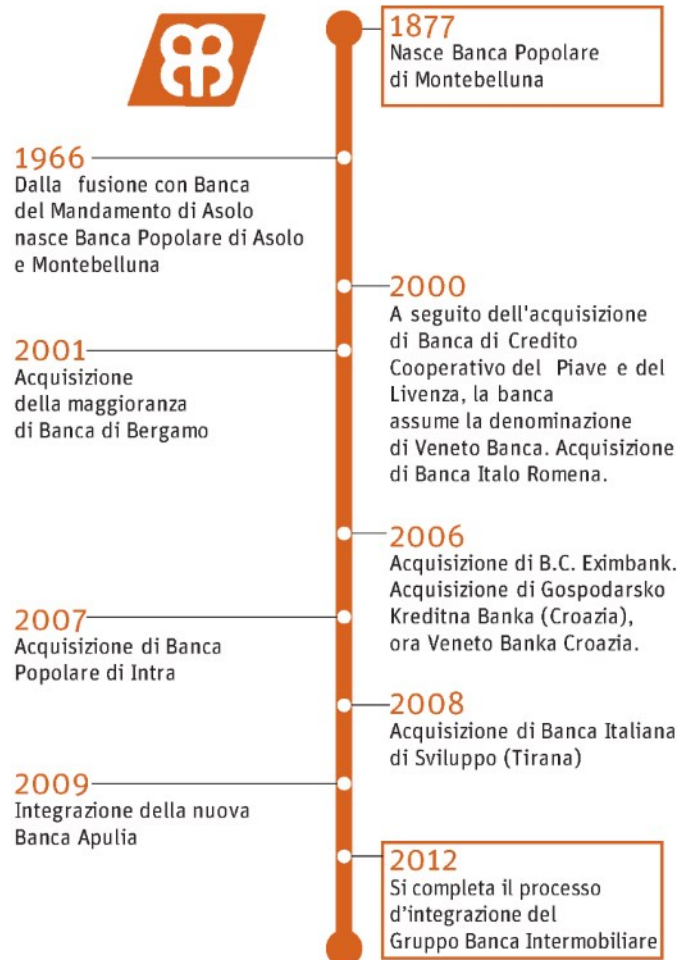 1877
Nasce Banca Popolare
di Montebelluna
1966
Dalla fusione con Banca
del Mandamento di Asolo
nasce Banca Popolare di Asolo
e Montebelluna
2000
A seguito dell'acquisizione
di Banca di Credito
Cooperativo del Piave e del
Livenza, la banca
assume la denominazione
di Veneto Banca. Acquisizione
di Banca Italo Romena.
2001
Acquisizione
della maggioranza
di Banca di Bergamo
2006
Acquisizione di B.C. Eximbank.
Acquisizione di Gospodarsko
Kreditna Banka (Croazia),
ora Veneto Banka Croazia.
2007
Acquisizione di Banca
Popolare di Intra
2008
Acquisizione di Banca Italiana
di Sviluppo (Tirana)
2009
Integrazione della nuova
Banca Apulia
2012
Si completa il processo
d'integrazione del
Gruppo Banca Intermobiliare